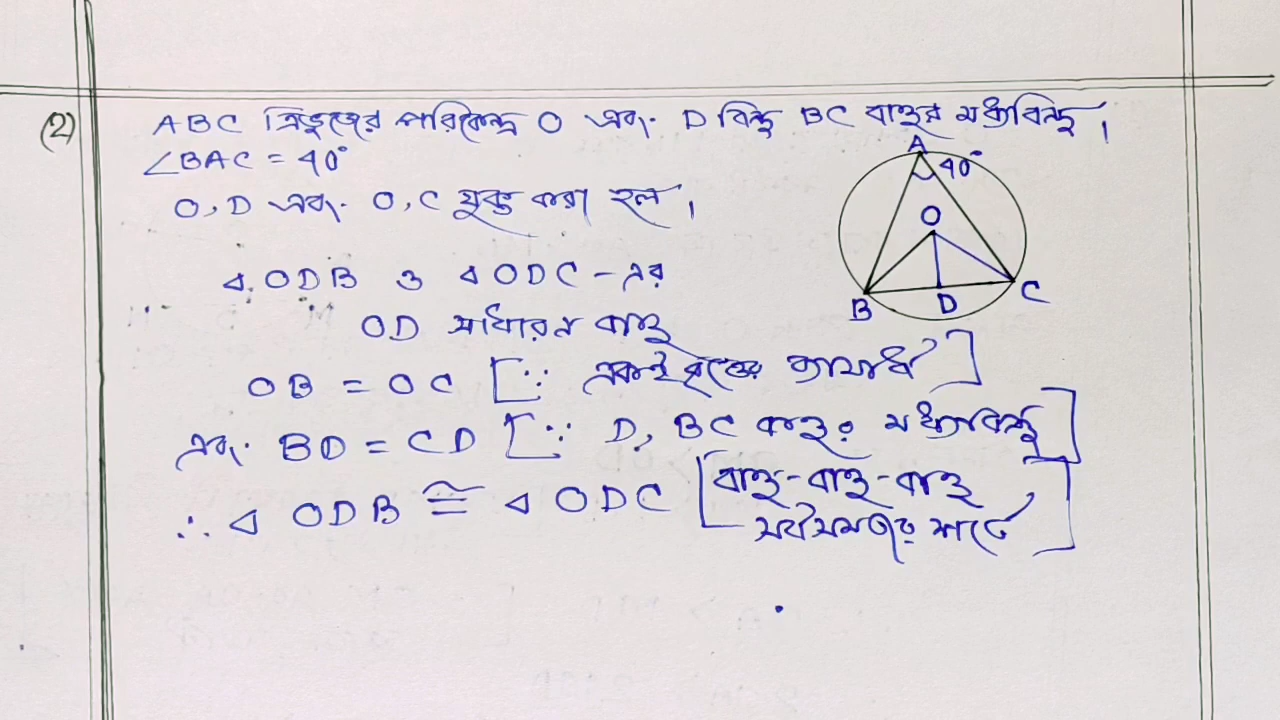 (2) ABC ত্রিভুজের পরিকেন্দ্র O এবং D বিন্দু BC বাহুর মধ্যবিন্দু।
∠BAC = 40°
O, D এবং O, C যুক্ত করা হল।
A
40°
O
B
D
C
△ ODB ও △ ODC – এর
OD সাধারণ বাহু
OB = OC [∵ একই বৃত্তের ব্যাসার্ধ]
এবং BD = CD [∵ D, BC বাহুর মধ্যবিন্দু]
∴ △ ODB ≅ △ ODC [বাহু-বাহু-বাহু
সর্বসমতার শর্তে]